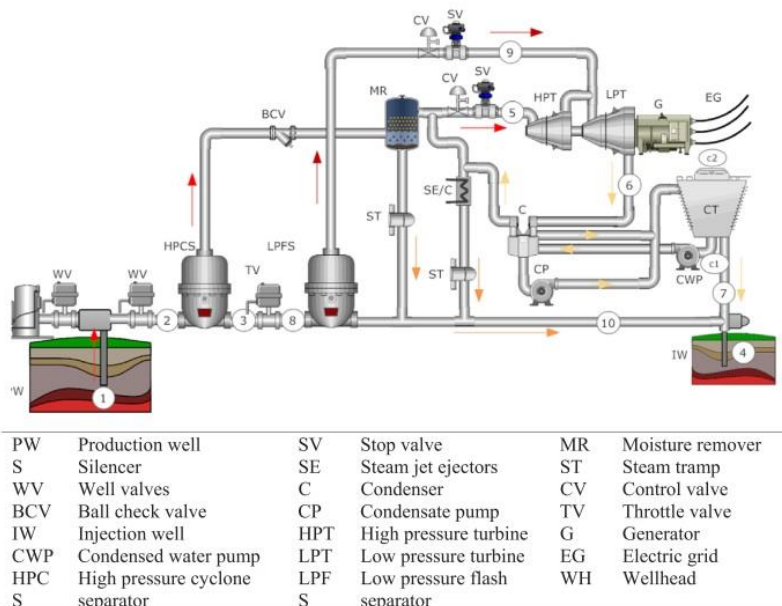 CV SV
9
CV SV
MR
HPT LPT
G EG
BCV
5
c2
SE/C
6
CT
ST
C
HPCS LPFS
CP
CWP c1
WV WV
TV
ST
7
2 3 8
10
IW 4
PW
1
PW Production well SV Stop valve MR Moisture remover
S Silencer SE Steam jet ejectors ST Steam tramp
WV Well valves C Condenser CV Control valve
BCV Ball check valve CP Condensate pump TV Throttle valve
IW Injection well HPT High pressure turbine G Generator
CWP Condensed water pump LPT Low pressure turbine EG Electric grid
HPC High pressure cyclone LPF Low pressure flash WH Wellhead
S separator S separator